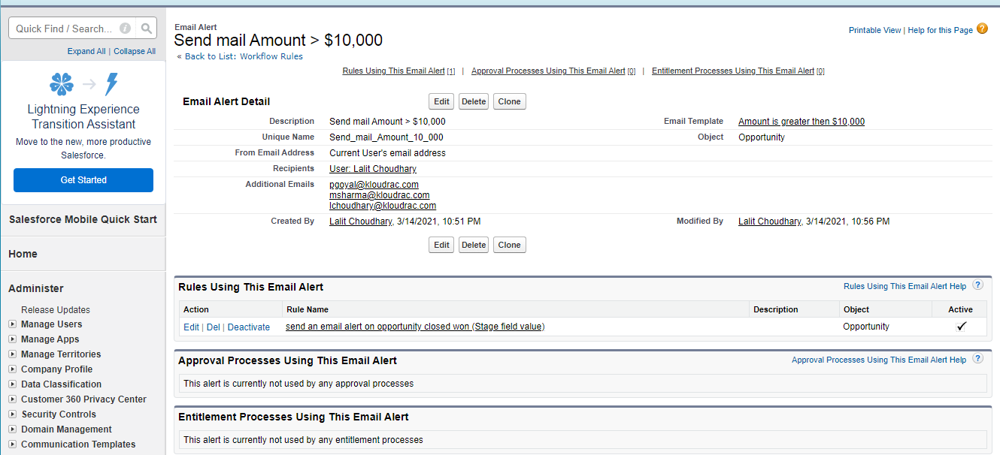 Quick Find / Search...
Expand All | Collapse All
Lightning Experience
Transition Assistant
Move to the new, more productive
Salesforce.
Get Started
Salesforce Mobile Quick Start
Home
Administer
Release Updates
Manage Users
Manage Apps
Manage Territories
Company Profile
Data Classification
Customer 360 Privacy Center
Security Controls
Domain Management
Communication Templates
Email Alert
Send mail Amount > $10,000
« Back to List: Workflow Rules
Printable View | Help for this Page ?
Rules Using This Email Alert [1] | Approval Processes Using This Email Alert [0] | Entitlement Processes Using This Email Alert [0]
Email Alert Detail Edit Delete Clone
Description Send mail Amount > $10,000 Email Template Amount is greater then $10,000
Unique Name Send_mail_Amount_10_000 Object Opportunity
From Email Address Current User's email address
Recipients User: Lalit Choudhary
Additional Emails pgoyal@kloudrac.com
msharma@kloudrac.com
lchoudhary@kloudrac.com
Created By Lalit Choudhary, 3/14/2021, 10:51 PM Modified By Lalit Choudhary, 3/14/2021, 10:56 PM
Edit Delete Clone
Rules Using This Email Alert Rules Using This Email Alert Help ?
Action Rule Name Description Object Active
Edit | Del | Deactivate send an email alert on opportunity closed won (Stage field value) Opportunity
Approval Processes Using This Email Alert Approval Processes Using This Email Alert Help ?
This alert is currently not used by any approval processes
Entitlement Processes Using This Email Alert
This alert is currently not used by any entitlement processes